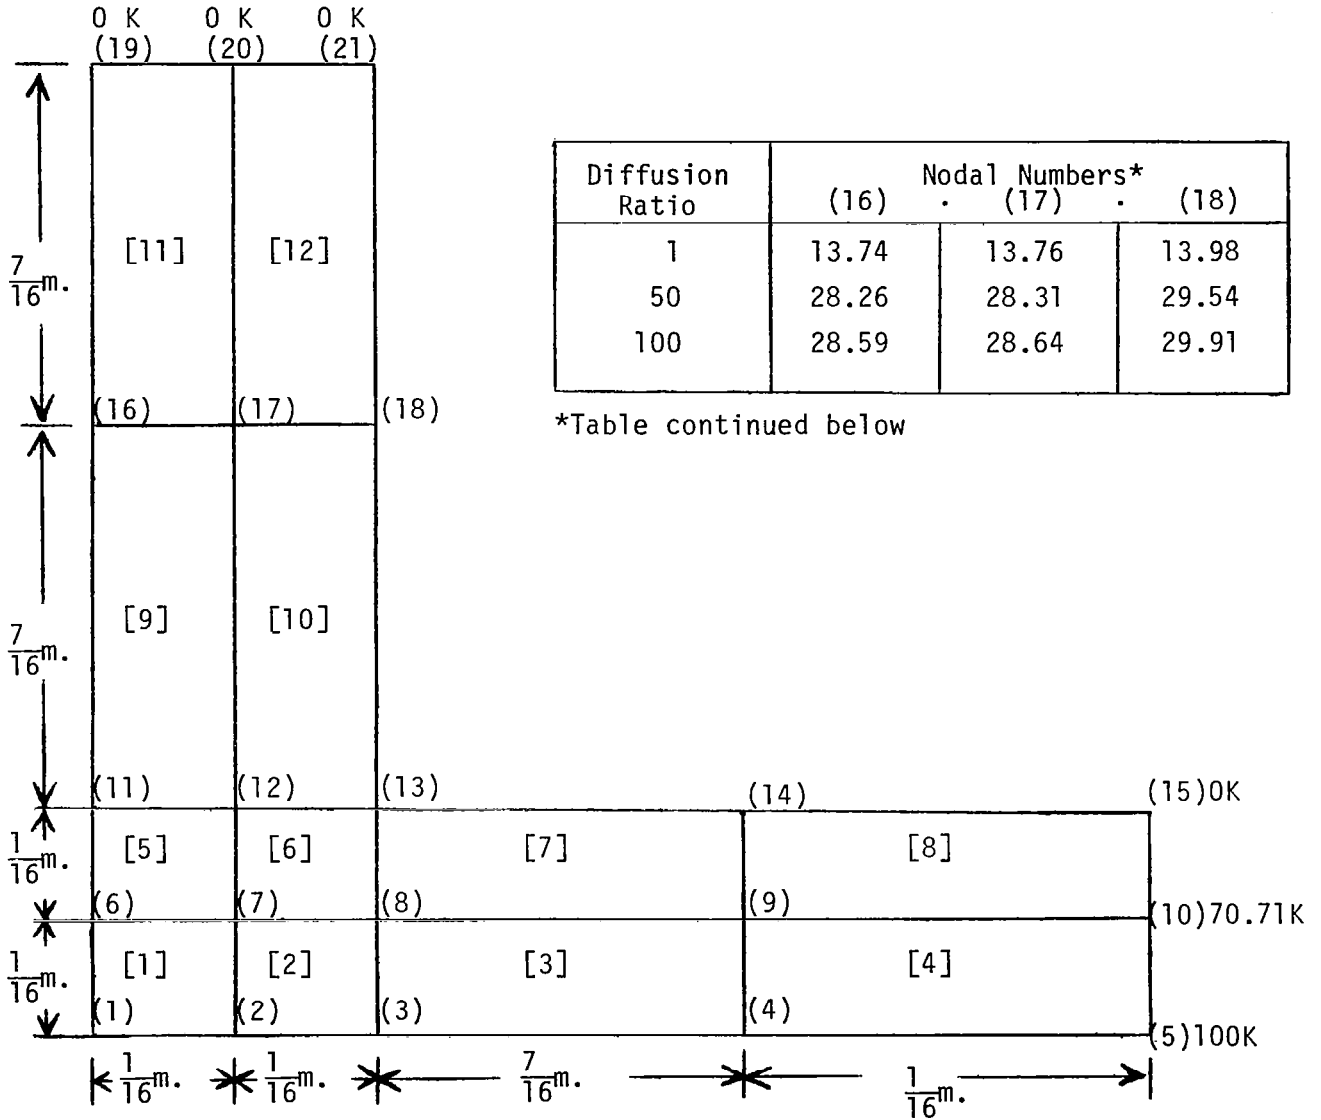 0 K 0 K 0 K
(19) (20) (21)
Diffusion Ratio Nodal Numbers*
(16) . (17) . (18)
1 13.74 13.76 13.98
50 28.26 28.31 29.54
100 28.59 28.64 29.91
*Table continued below
[11] [12]
7/16 m.
(16) (17) (18)
[9] [10]
7/16 m.
(11) (12) (13) (14) (15)0K
1/16 m. [5] [6] [7] [8]
(6) (7) (8) (9) (10)70.71K
1/16 m. [1] [2] [3] [4]
(1) (2) (3) (4) (5)100K
1/16 m. 1/16 m. 7/16 m. 1/16 m.